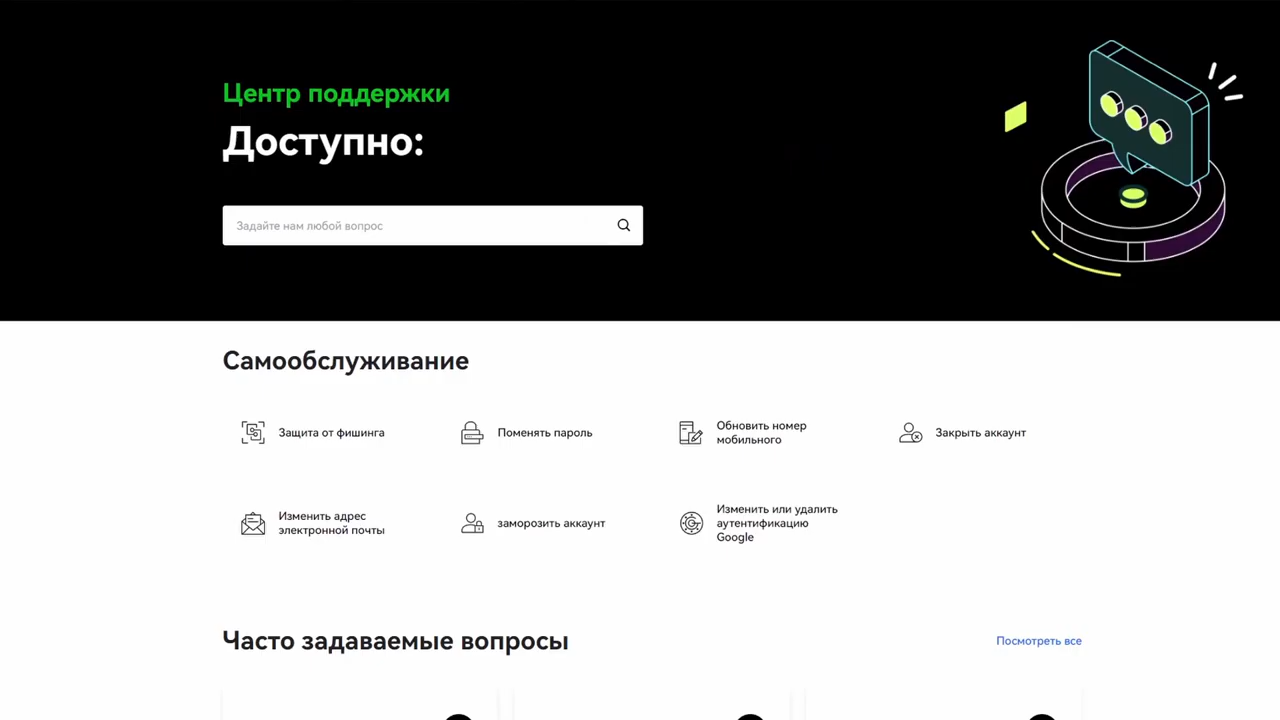 Центр поддержки
Доступно:
Задайте нам любой вопрос
Самообслуживание
Защита от фишинга
Поменять пароль
Обновить номер
мобильного
Закрыть аккаунт
Изменить адрес
электронной почты
заморозить аккаунт
Изменить или удалить
аутентификацию
Google
Часто задаваемые вопросы
Посмотреть все